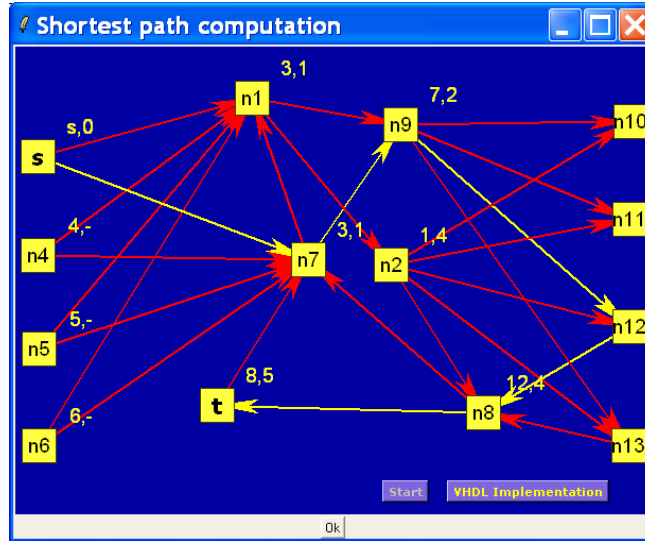 Shortest path computation
3,1
n1
7,2
n9
n10
s,0
s
4,-
n4
n7
3,1
n2
1,4
n11
5,-
n5
n12
8,5
t
12,4
n8
6,-
n6
n13
Start
VHDL Implementation
Ok